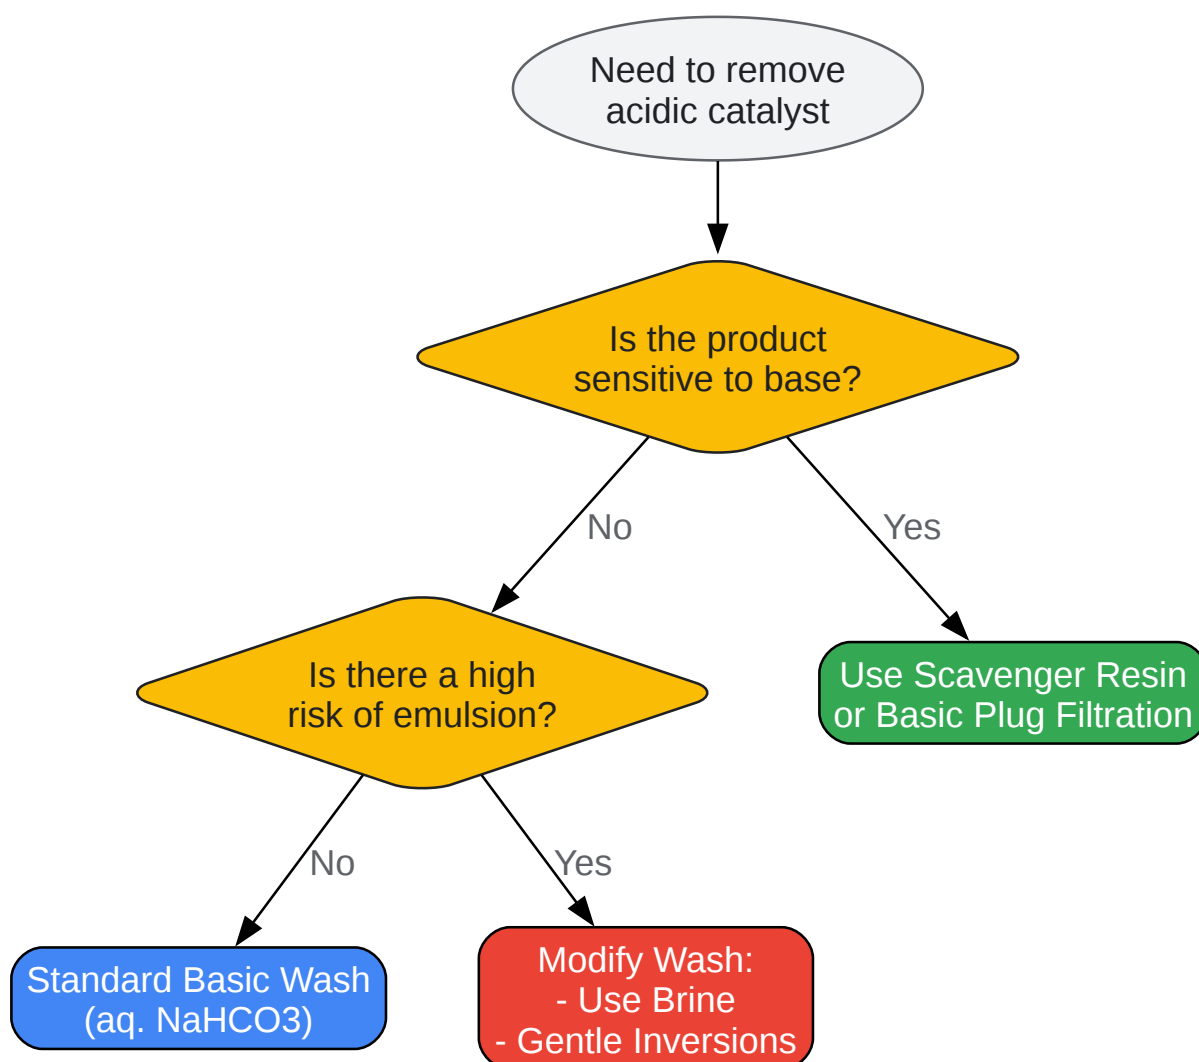 Need to remove
acidic catalyst
Is the product
sensitive to base?
No
Yes
Is there a high
risk of emulsion?
Use Scavenger Resin
or Basic Plug Filtration
No
Yes
Standard Basic Wash
(aq. NaHCO3)
Modify Wash:
- Use Brine
- Gentle Inversions